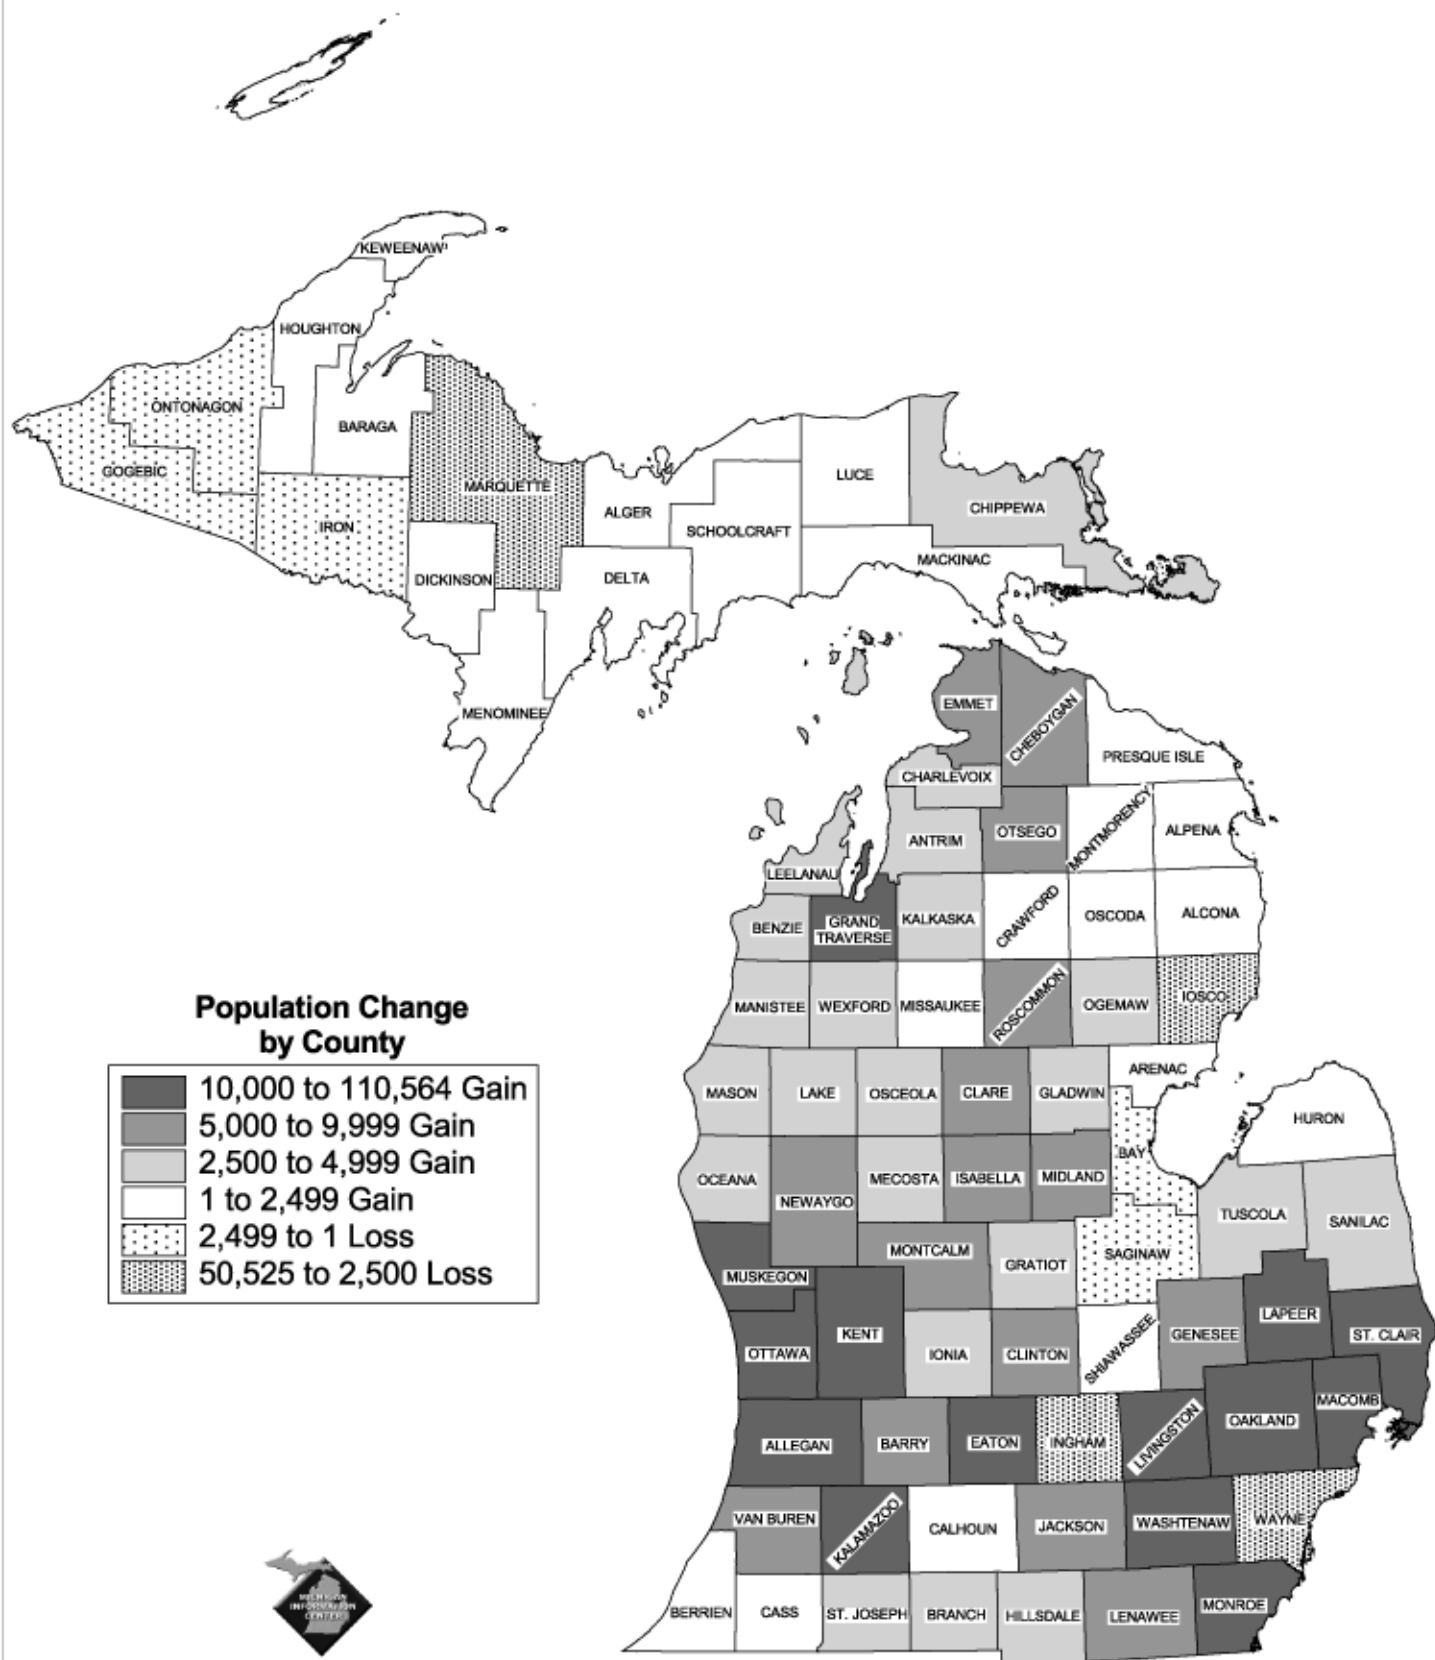 KEWEENAW
HOUGHTON
ONTONAGON
BARAGA
GOGEBIC
MARQUETTE
LUCE
IRON
ALGER
CHIPPEWA
SCHOOLCRAFT
MACKINAC
DICKINSON
DELTA
MENOMINEE
EMMET
CHEBOYGAN
PRESQUE ISLE
CHARLEVOIX
ANTRIM
OTSEGO
MONTMORENCY
ALPENA
LEELANAU
BENZIE
GRAND
TRAVERSE
KALKASKA
CRAWFORD
OSCODA
ALCONA
MANISTEE
WEXFORD
MISSAUKEE
ROSCOMMON
OGEMAW
IOSCO
Population Change
by County
10,000 to 110,564 Gain
5,000 to 9,999 Gain
2,500 to 4,999 Gain
1 to 2,499 Gain
2,499 to 1 Loss
50,525 to 2,500 Loss
ARENAC
MASON
LAKE
OSCEOLA
CLARE
GLADWIN
HURON
BAY
OCEANA
NEWAYGO
MECOSTA
ISABELLA
MIDLAND
TUSCOLA
SANILAC
MUSKEGON
MONTCALM
GRATIOT
SAGINAW
OTTAWA
KENT
IONIA
CLINTON
SHIAWASSEE
GENESEE
LAPEER
ST. CLAIR
ALLEGAN
BARRY
EATON
INGHAM
LIVINGSTON
OAKLAND
MACOMB
VAN BUREN
KALAMAZOO
CALHOUN
JACKSON
WASHTENAW
WAYNE
BERRIEN
CASS
ST. JOSEPH
BRANCH
HILLSDALE
LENAWEE
MONROE
MICHIGAN
INFORMATION
CENTER